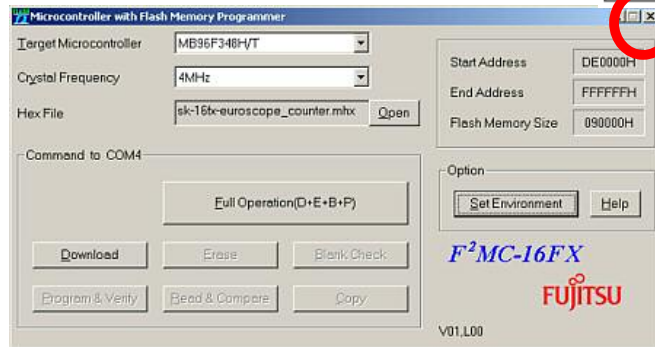 Microcontroller with Flash Memory Programmer
Target Microcontroller
MB96F348H/T
Crystal Frequency
4MHz
Hex File
sk-16fx-euroscope_counter.mhx
Open
Start Address
DE0000H
End Address
FFFFFFH
Flash Memory Size
090000H
Command to COM4
Full Operation(D+E+B+P)
Download
Erase
Blank Check
Program & Verify
Read & Compare
Copy
Option
Set Environment
Help
F²MC-16FX
FUJITSU
V01,L00